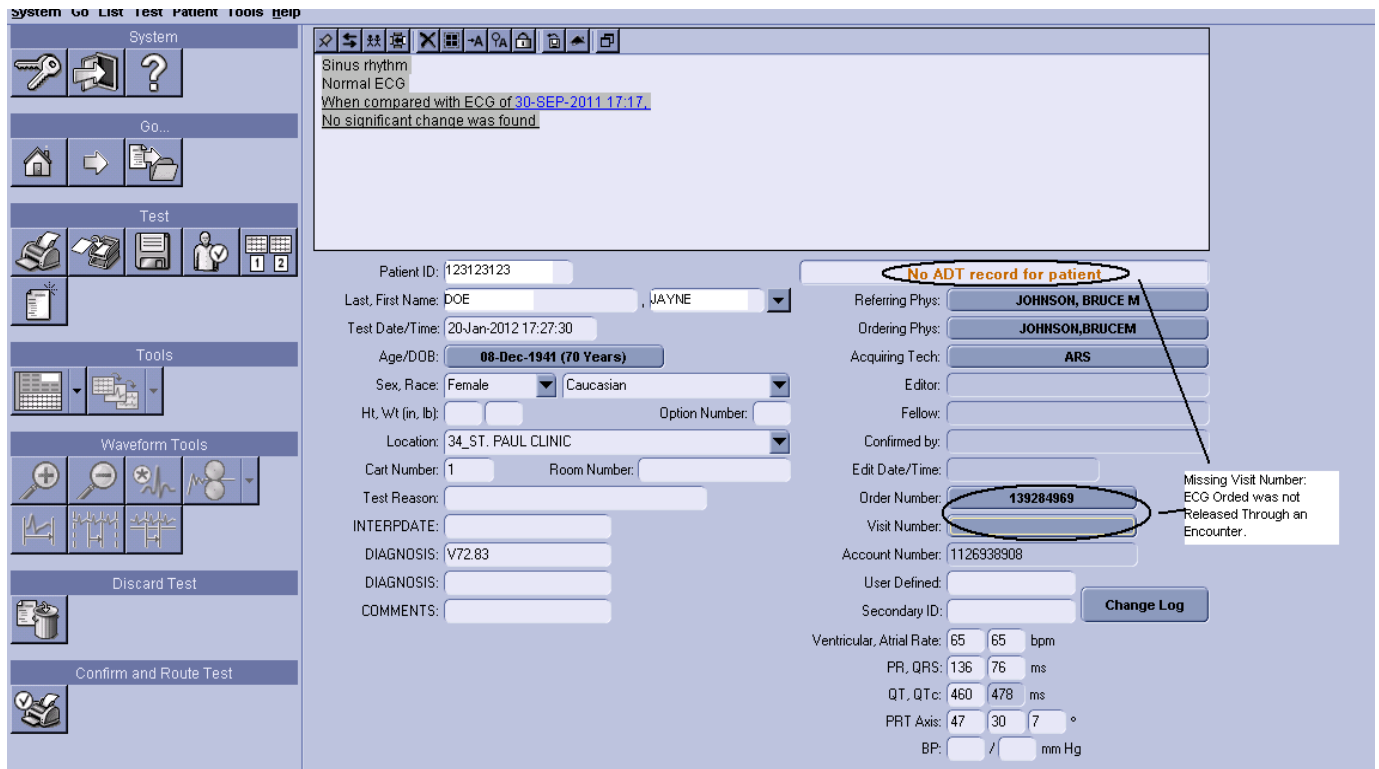 System Go List Test Patient Tools Help
System
Sinus rhythm
Normal ECG
When compared with ECG of 30-SEP-2011 17:17,
No significant change was found
Go...
Test
1 2
Tools
Waveform Tools
Discard Test
Confirm and Route Test
Patient ID: 123123123
Last, First Name: DOE , JAYNE
Test Date/Time: 20-Jan-2012 17:27:30
Age/DOB: 08-Dec-1941 (70 Years)
Sex, Race: Female Caucasian
Ht, Wt (in, lb): Option Number:
Location: 34_ST. PAUL CLINIC
Cart Number: 1 Room Number:
Test Reason:
INTERPDATE:
DIAGNOSIS: V72.83
DIAGNOSIS:
COMMENTS:
No ADT record for patient
Referring Phys: JOHNSON, BRUCE M
Ordering Phys: JOHNSON,BRUCEM
Acquiring Tech: ARS
Editor:
Fellow:
Confirmed by:
Edit Date/Time:
Order Number: 139284969
Visit Number:
Account Number: 1126938908
User Defined:
Secondary ID:
Change Log
Ventricular, Atrial Rate: 65 65 bpm
PR, QRS: 136 76 ms
QT, QTc: 460 478 ms
PRT Axis: 47 30 7 °
BP: / mm Hg
Missing Visit Number:
ECG Orded was not
Released Through an
Encounter.